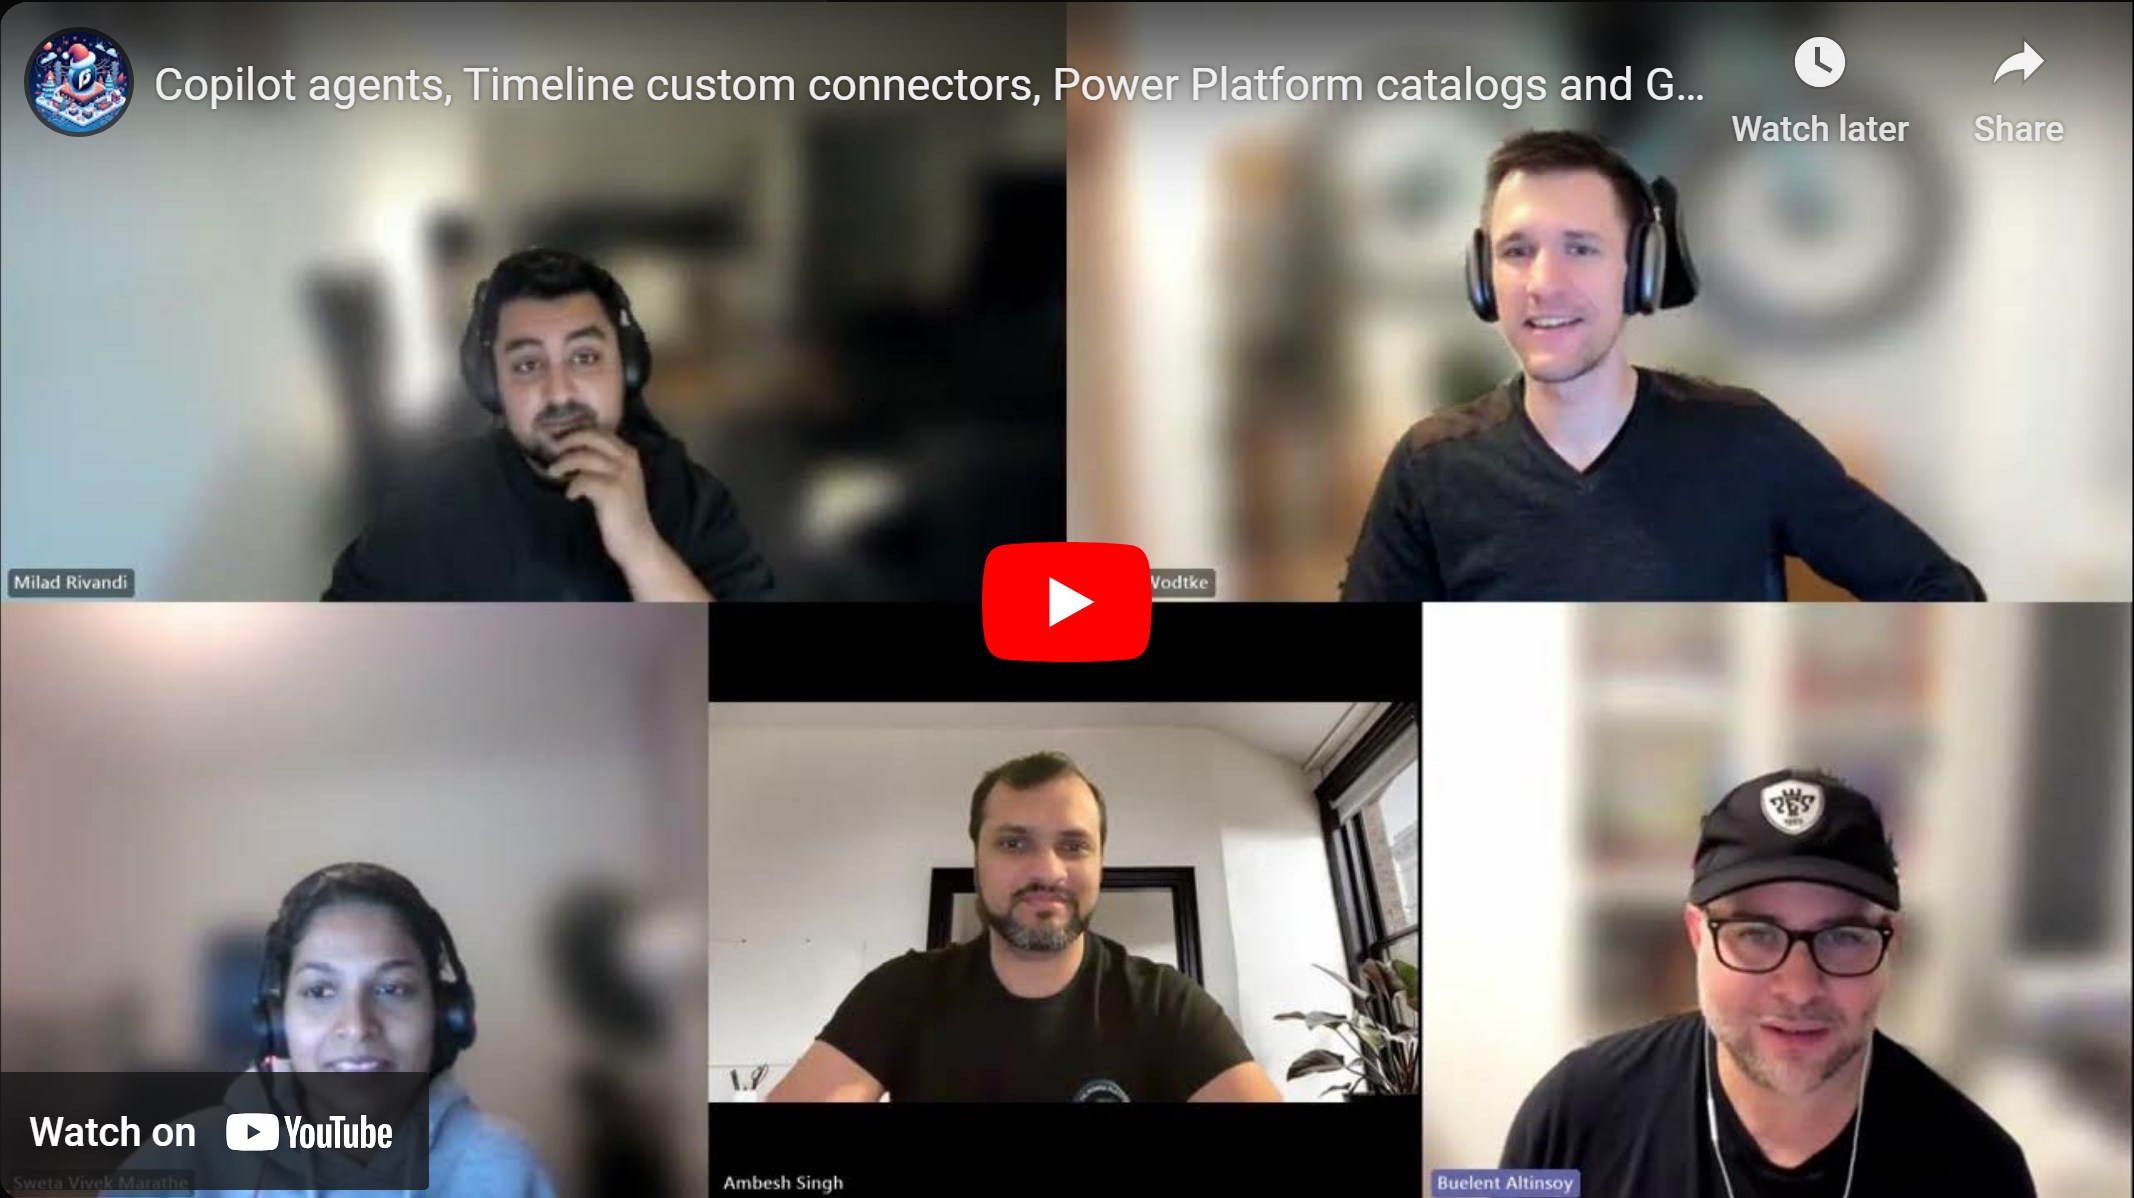 Copilot agents, Timeline custom connectors, Power Platform catalogs and G...
Watch later
Share
Milad Rivandi
Wodtke
Watch on YouTube
Sweta Vivek Marathe
Ambesh Singh
Buelent Altinsoy